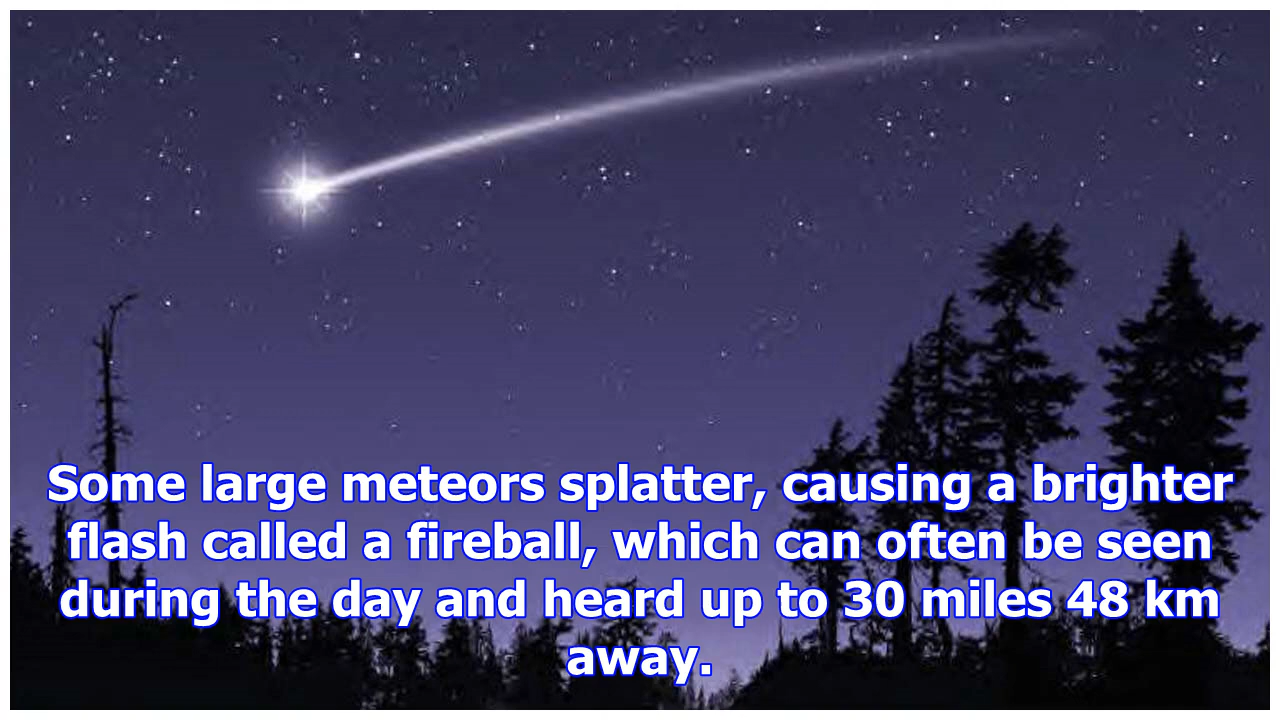 Some large meteors splatter, causing a brighter
flash called a fireball, which can often be seen
during the day and heard up to 30 miles 48 km
away.